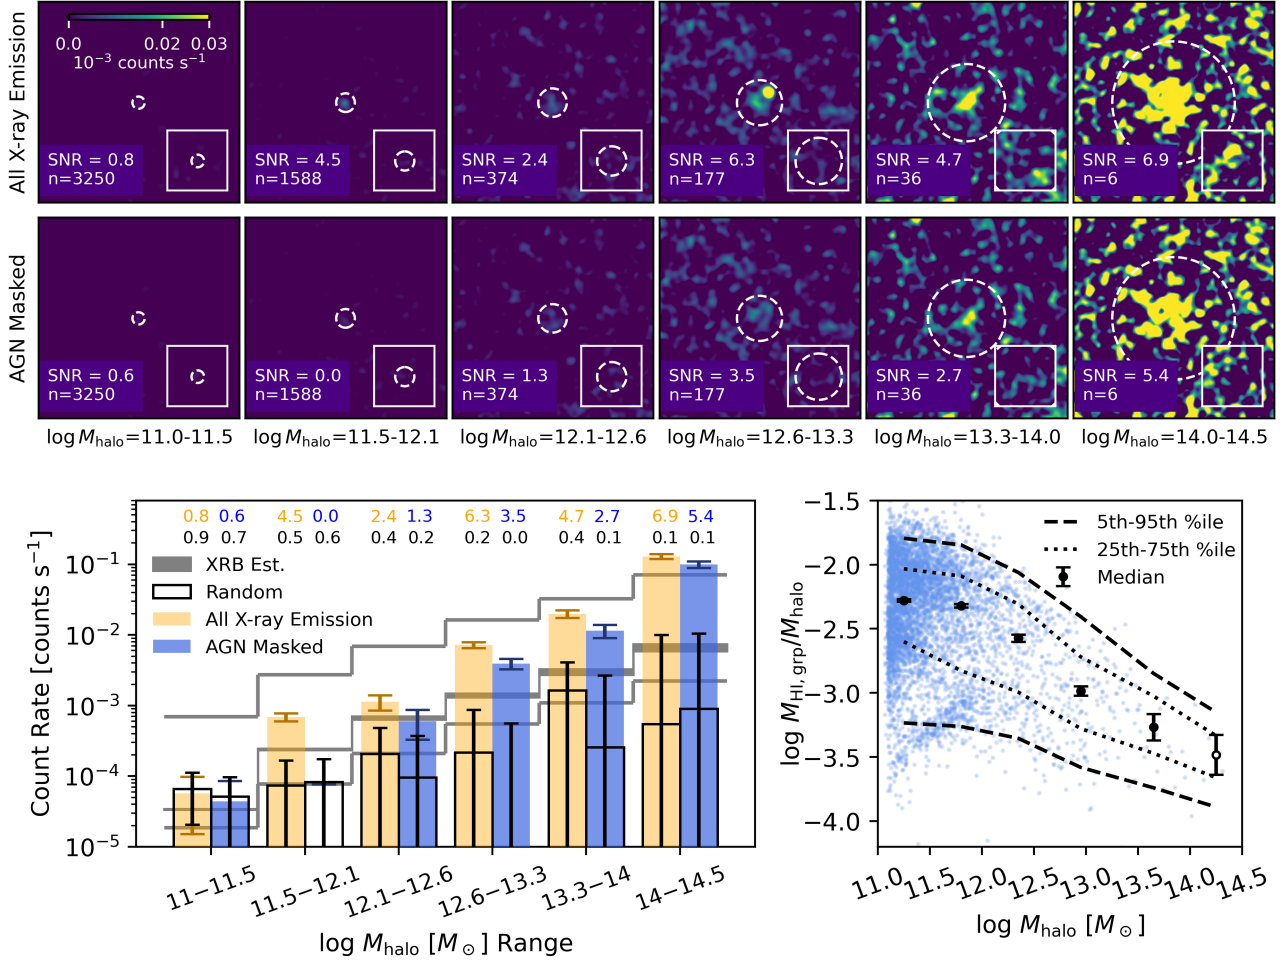 All X-ray Emission
0.0 0.02 0.03
10⁻³ counts s⁻¹
SNR = 0.8
n=3250
SNR = 4.5
n=1588
SNR = 2.4
n=374
SNR = 6.3
n=177
SNR = 4.7
n=36
SNR = 6.9
n=6
AGN Masked
SNR = 0.6
n=3250
SNR = 0.0
n=1588
SNR = 1.3
n=374
SNR = 3.5
n=177
SNR = 2.7
n=36
SNR = 5.4
n=6
log M_halo=11.0-11.5
log M_halo=11.5-12.1
log M_halo=12.1-12.6
log M_halo=12.6-13.3
log M_halo=13.3-14.0
log M_halo=14.0-14.5
0.8 0.6 4.5 0.0 2.4 1.3 6.3 3.5 4.7 2.7 6.9 5.4
0.9 0.7 0.5 0.6 0.4 0.2 0.2 0.0 0.4 0.1 0.1 0.1
XRB Est.
Random
All X-ray Emission
AGN Masked
Count Rate [counts s⁻¹]
10⁻¹
10⁻²
10⁻³
10⁻⁴
10⁻⁵
11−11.5
11.5−12.1
12.1−12.6
12.6−13.3
13.3−14
14−14.5
log M_halo [M_⊙] Range
5th-95th %ile
25th-75th %ile
Median
log M_HI, grp/M_halo
−1.5
−2.0
−2.5
−3.0
−3.5
−4.0
11.0
11.5
12.0
12.5
13.0
13.5
14.0
14.5
log M_halo [M_⊙]